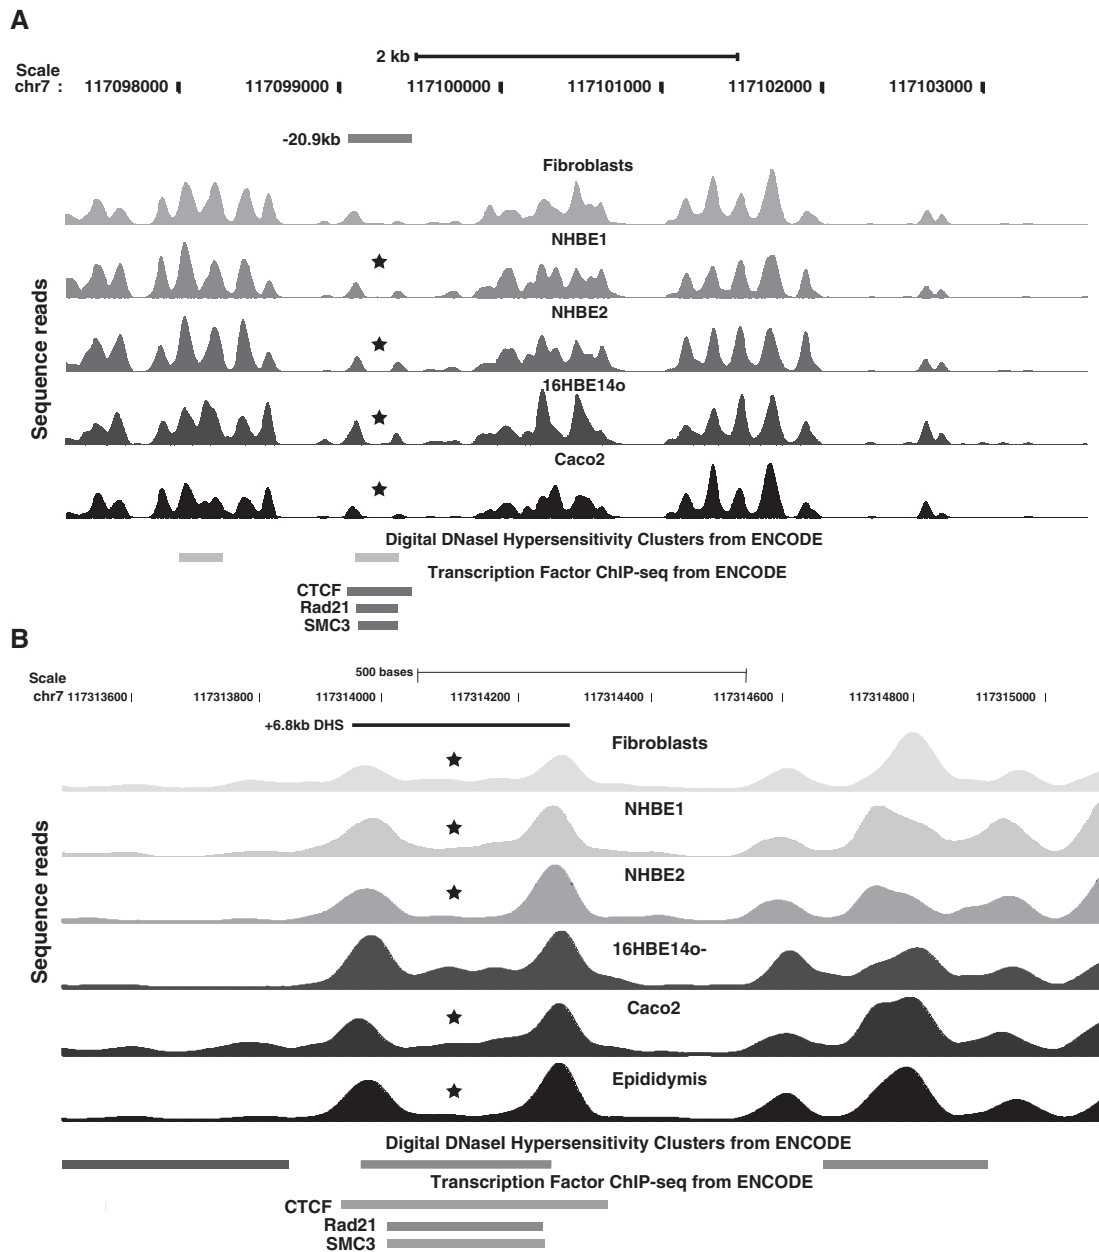 A
2 kb
Scale
chr7 : 117098000 117099000 117100000 117101000 117102000 117103000
-20.9kb
Fibroblasts
NHBE1
NHBE2
16HBE14o
Caco2
Sequence reads
Digital DNaseI Hypersensitivity Clusters from ENCODE
Transcription Factor ChIP-seq from ENCODE
CTCF
Rad21
SMC3
B
500 bases
Scale
chr7 117313600 117313800 117314000 117314200 117314400 117314600 117314800 117315000
+6.8kb DHS
Fibroblasts
NHBE1
NHBE2
16HBE14o-
Caco2
Epididymis
Sequence reads
Digital DNaseI Hypersensitivity Clusters from ENCODE
Transcription Factor ChIP-seq from ENCODE
CTCF
Rad21
SMC3